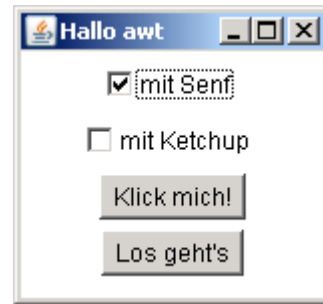 Hallo awt
mit Senf
mit Ketchup
Klick mich!
Los geht's